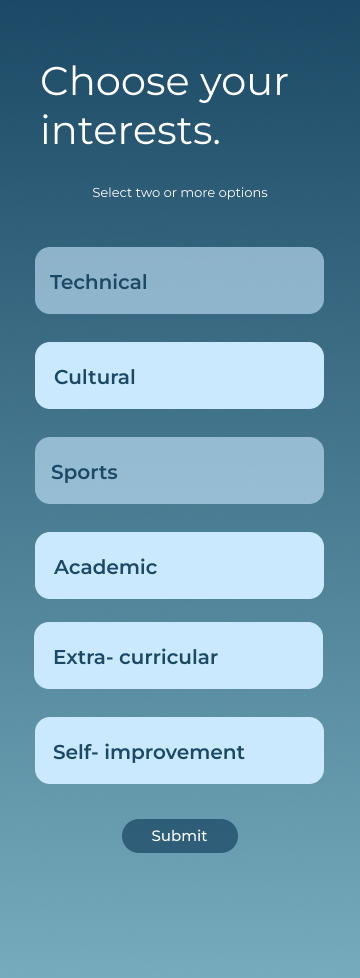 Choose your
interests.
Select two or more options
Technical
Cultural
Sports
Academic
Extra- curricular
Self- improvement
Submit